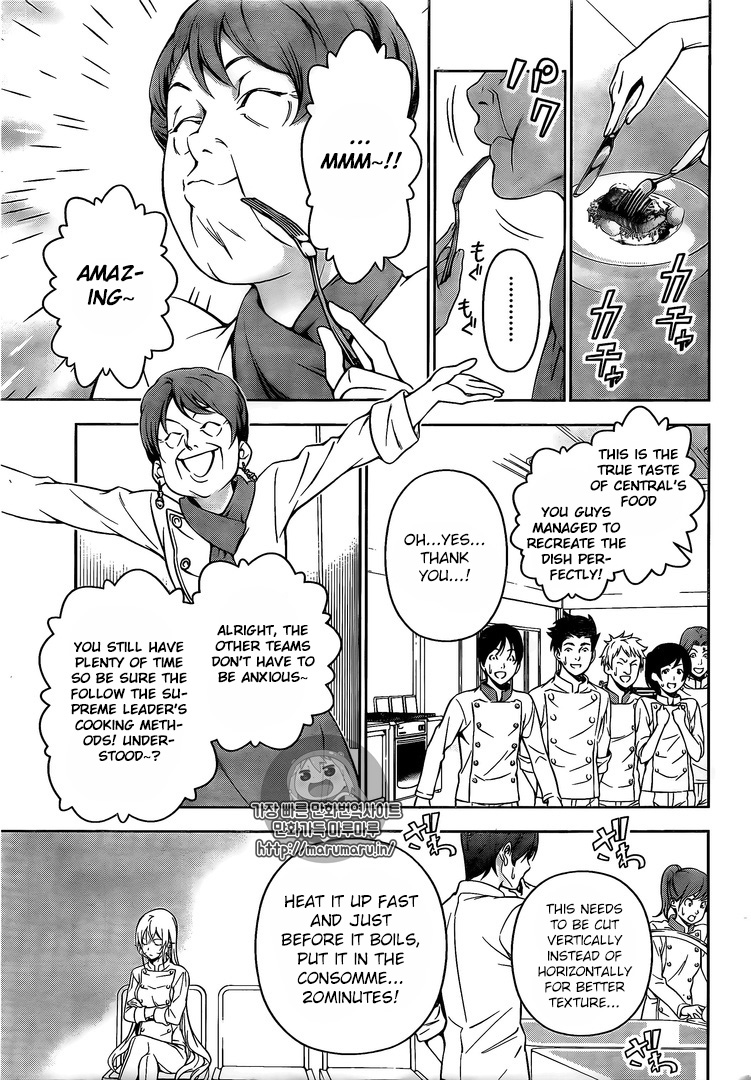 カチャ
カチャ
パク
もぐ
もぐ
............
...
MMM~!!
AMAZ-
ING~
THIS IS THE
TRUE TASTE
OF CENTRAL'S
FOOD
YOU GUYS
MANAGED TO
RECREATE THE
DISH PER-
FECTLY!
OH...YES...
THANK
YOU...!
ALRIGHT, THE
OTHER TEAMS
DON'T HAVE TO
BE ANXIOUS~
YOU STILL HAVE
PLENTY OF TIME
SO BE SURE THE
FOLLOW THE SU-
PREME LEADER'S
COOKING METH-
ODS! UNDER-
STOOD~?
가장 빠른 만화번역사이트
만화가득 마루마루
http://marumaru.in/
ざわ
ざわ
THIS NEEDS
TO BE CUT
VERTICALLY
INSTEAD OF
HORIZONTALLY
FOR BETTER
TEXTURE...
HEAT IT UP FAST
AND JUST
BEFORE IT BOILS,
PUT IT IN THE
CONSOMME...
20MINUTES!
ざわ
ざわ